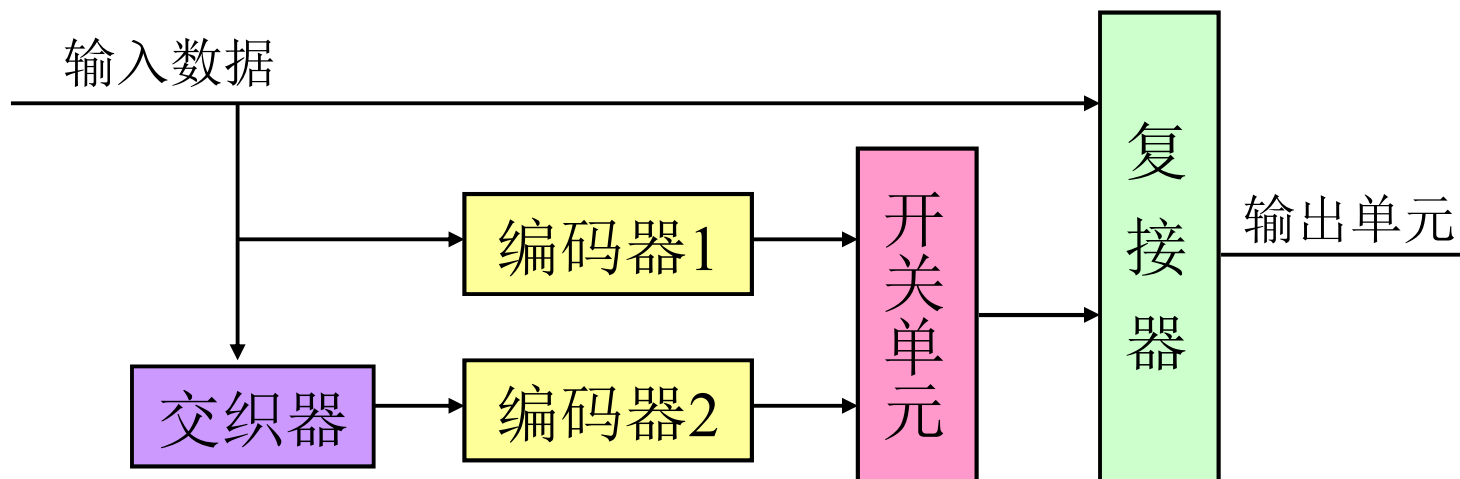 输入数据
编码器1
交织器
编码器2
开关单元
复接器
输出单元